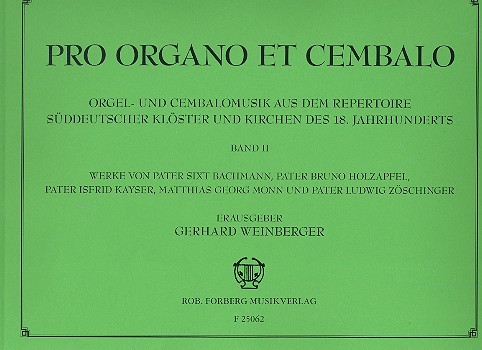 PRO ORGANO ET CEMBALO
ORGEL- UND CEMBALOMUSIK AUS DEM REPERTOIRE
SÜDDEUTSCHER KLÖSTER UND KIRCHEN DES 18. JAHRHUNDERTS
BAND II
WERKE VON PATER SIXT BACHMANN, PATER BRUNO HOLZAPFEL,
PATER ISFRID KAYSER, MATTHIAS GEORG MONN UND PATER LUDWIG ZÖSCHINGER
ERAUSGEBER
GERHARD WEINBERGER
ROB. FORBERG MUSIKVERLAG
F 25062